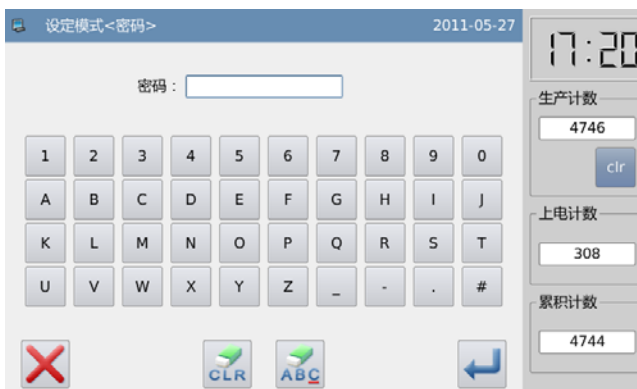 设定模式<密码>
2011-05-27
密码：
1 2 3 4 5 6 7 8 9 0
A B C D E F G H I J
K L M N O P Q R S T
U V W X Y Z _ - . #
CLR
ABC
17:20
生产计数
4746
clr
上电计数
308
累积计数
4744